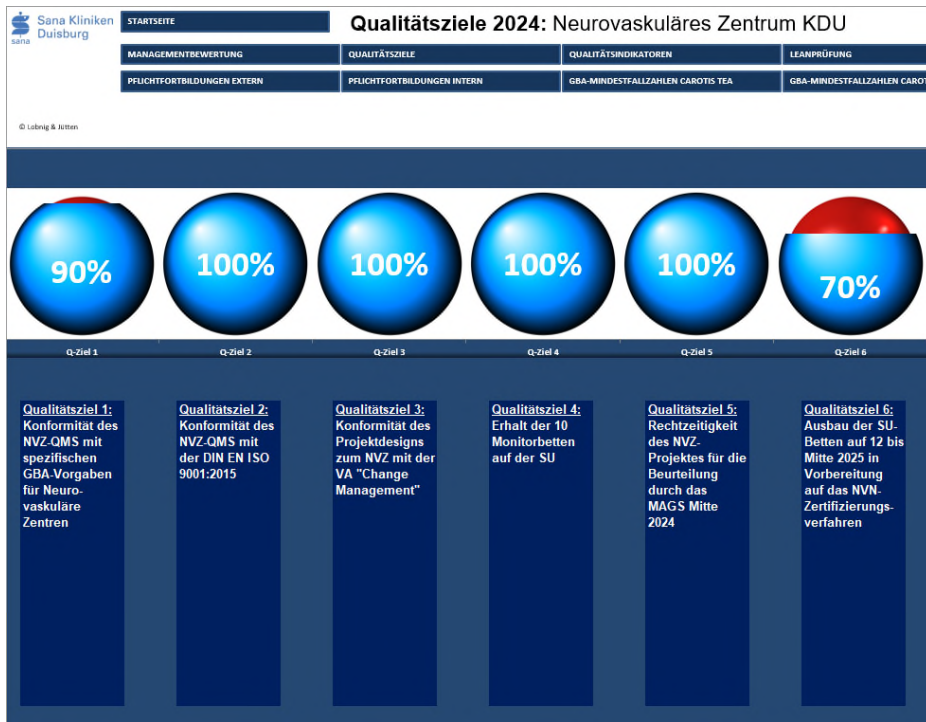 Sana Kliniken
Duisburg
sana
STARTSEITE
Qualitätsziele 2024: Neurovaskuläres Zentrum KDU
MANAGEMENTBEWERTUNG
QUALITÄTSZIELE
QUALITÄTSINDIKATOREN
LEANPRÜFUNG
PFLICHTFORTBILDUNGEN EXTERN
PFLICHTFORTBILDUNGEN INTERN
GBA-MINDESTFALLZAHLEN CAROTIS TEA
GBA-MINDESTFALLZAHLEN CAROT
© Lobnig & Jütten
90%
100%
100%
100%
100%
70%
Q-Ziel 1
Q-Ziel 2
Q-Ziel 3
Q-Ziel 4
Q-Ziel 5
Q-Ziel 6
Qualitätsziel 1:
Konformität des
NVZ-QMS mit
spezifischen
GBA-Vorgaben
für Neuro-
vaskuläre
Zentren
Qualitätsziel 2:
Konformität des
NVZ-QMS mit
der DIN EN ISO
9001:2015
Qualitätsziel 3:
Konformität des
Projektdesigns
zum NVZ mit der
VA "Change
Management"
Qualitätsziel 4:
Erhalt der 10
Monitorbetten
auf der SU
Qualitätsziel 5:
Rechtzeitigkeit
des NVZ-
Projektes für die
Beurteilung
durch das
MAGS Mitte
2024
Qualitätsziel 6:
Ausbau der SU-
Betten auf 12 bis
Mitte 2025 in
Vorbereitung
auf das NVN-
Zertifizierungs-
verfahren